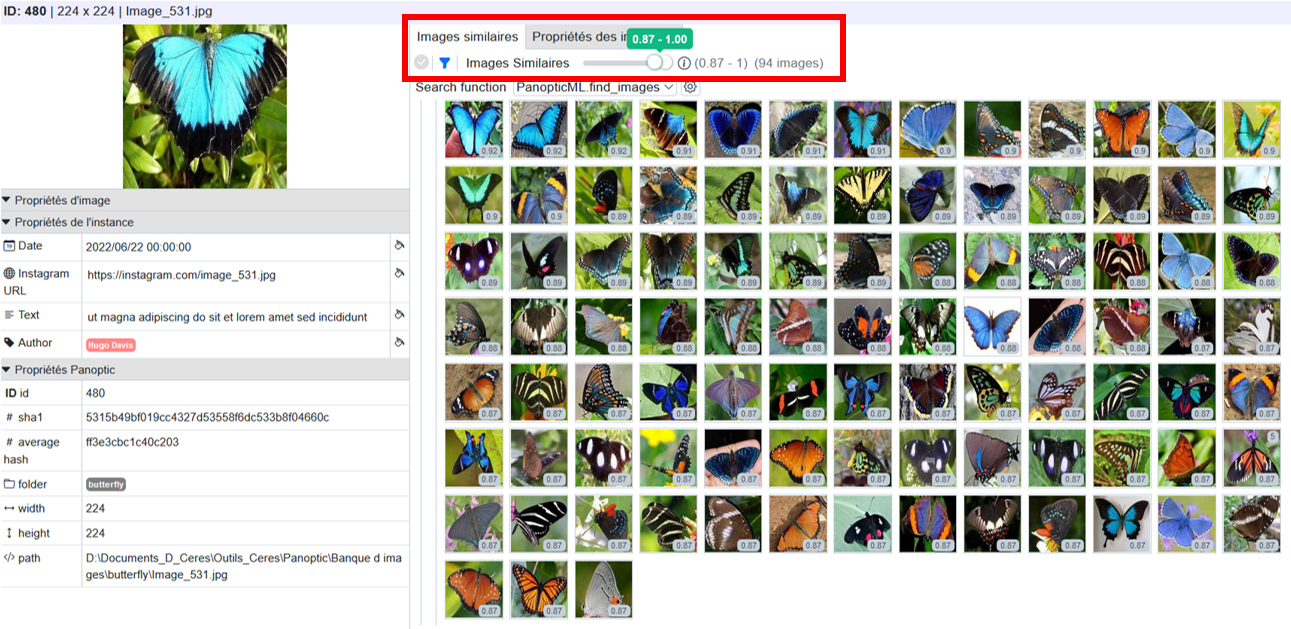 ID: 480 | 224 x 224 | Image_531.jpg
Images similaires
Propriétés des i
0.87 - 1.00
Images Similaires
(0.87 - 1) (94 images)
Search function
PanopticML.find_images
0.92 0.92 0.92 0.91 0.91 0.91 0.91 0.9 0.9 0.9 0.9 0.9 0.9
0.9 0.9 0.89 0.89 0.89 0.89 0.89 0.89 0.89 0.89 0.89 0.89 0.89
0.89 0.89 0.89 0.89 0.89 0.89 0.89 0.88 0.88 0.88 0.88 0.88 0.88
0.88 0.88 0.88 0.88 0.88 0.88 0.88 0.88 0.88 0.88 0.88 0.87 0.87
0.87 0.87 0.87 0.87 0.87 0.87 0.87 0.87 0.87 0.87 0.87 0.87 0.87
0.87 0.87 0.87 0.87 0.87 0.87 0.87 0.87 0.87 0.87 0.87 0.87 5 0.87
0.87 0.87 0.87 0.87 0.87 0.87 0.87 0.87 0.87 0.87 0.87 0.87 0.87
0.87 0.87 0.87
Propriétés d'image
Propriétés de l'instance
Date
2022/06/22 00:00:00
Instagram
URL
https://instagram.com/image_531.jpg
Text
ut magna adipiscing do sit et lorem amet sed incididunt
Author
Hugo Davis
Propriétés Panoptic
ID id
480
# sha1
5315b49bf019cc4327d53558f6dc533b8f04660c
# average
hash
ff3e3cbc1c40c203
folder
butterfly
width
224
height
224
path
D:\Documents_D_Ceres\Outils_Ceres\Panoptic\Banque d ima
ges\butterfly\Image_531.jpg